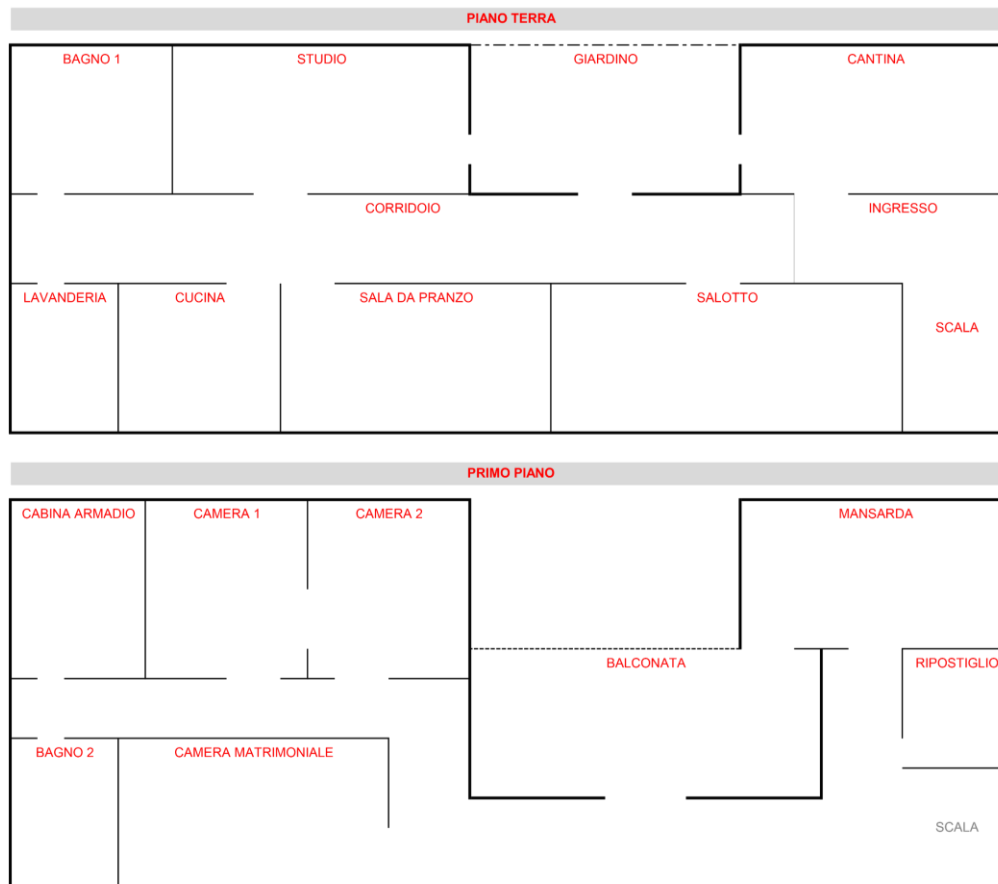 PIANO TERRA
BAGNO 1
STUDIO
GIARDINO
CANTINA
CORRIDOIO
INGRESSO
LAVANDERIA
CUCINA
SALA DA PRANZO
SALOTTO
SCALA
PRIMO PIANO
CABINA ARMADIO
CAMERA 1
CAMERA 2
MANSARDA
BALCONATA
RIPOSTIGLIO
BAGNO 2
CAMERA MATRIMONIALE
SCALA